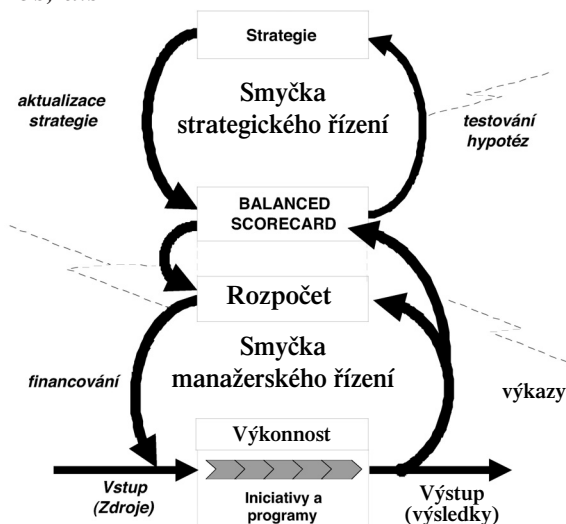 Strategie
aktualizace
strategie
Smyčka
strategického řízení
testování
hypotéz
BALANCED
SCORECARD
Rozpočet
Smyčka
manažerského řízení
financování
výkazy
Výkonnost
Vstup
(Zdroje)
Iniciativy a
programy
Výstup
(výsledky)